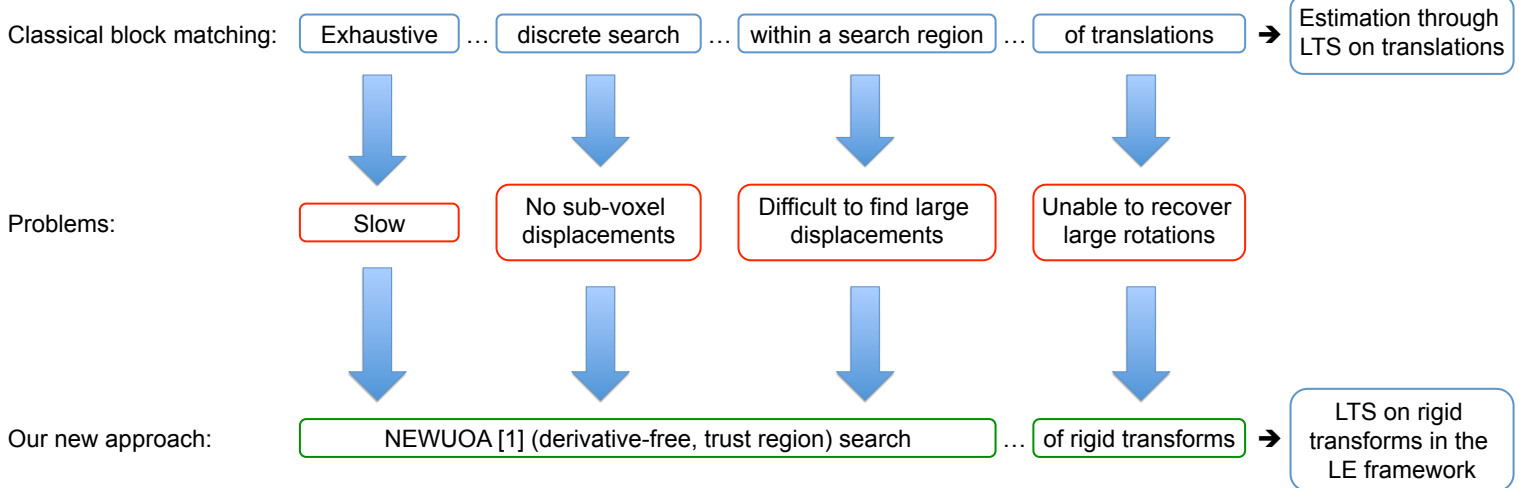 Classical block matching: Exhaustive … discrete search … within a search region … of translations ➔ Estimation through
LTS on translations
Problems: Slow
No sub-voxel
displacements
Difficult to find large
displacements
Unable to recover
large rotations
Our new approach: NEWUOA [1] (derivative-free, trust region) search … of rigid transforms ➔ LTS on rigid
transforms in the
LE framework